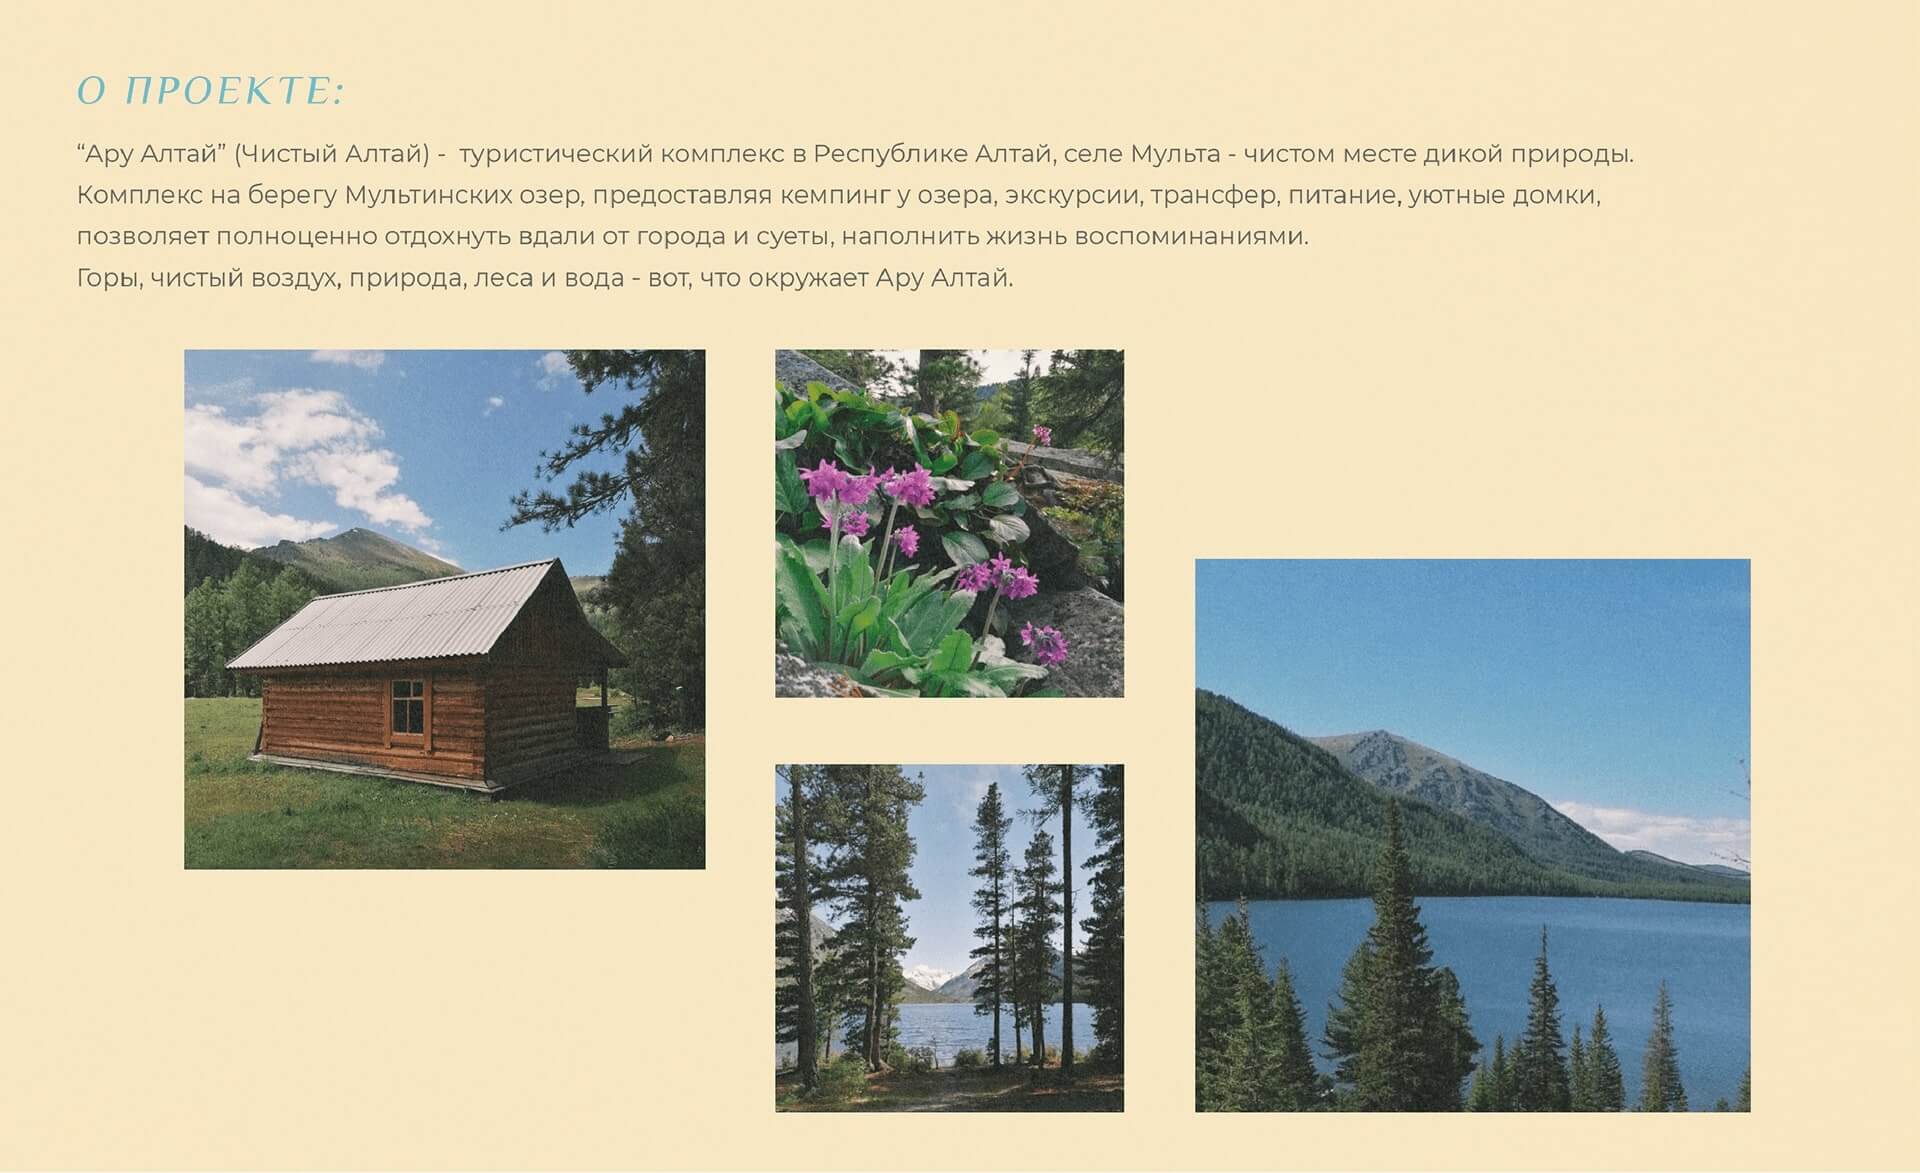 О ПРОЕКТЕ:
“Ару Алтай” (Чистый Алтай) - туристический комплекс в Республике Алтай, селе Мульта - чистом месте дикой природы.
Комплекс на берегу Мультинских озер, предоставляя кемпинг у озера, экскурсии, трансфер, питание, уютные домки,
позволяет полноценно отдохнуть вдали от города и суеты, наполнить жизнь воспоминаниями.
Горы, чистый воздух, природа, леса и вода - вот, что окружает Ару Алтай.